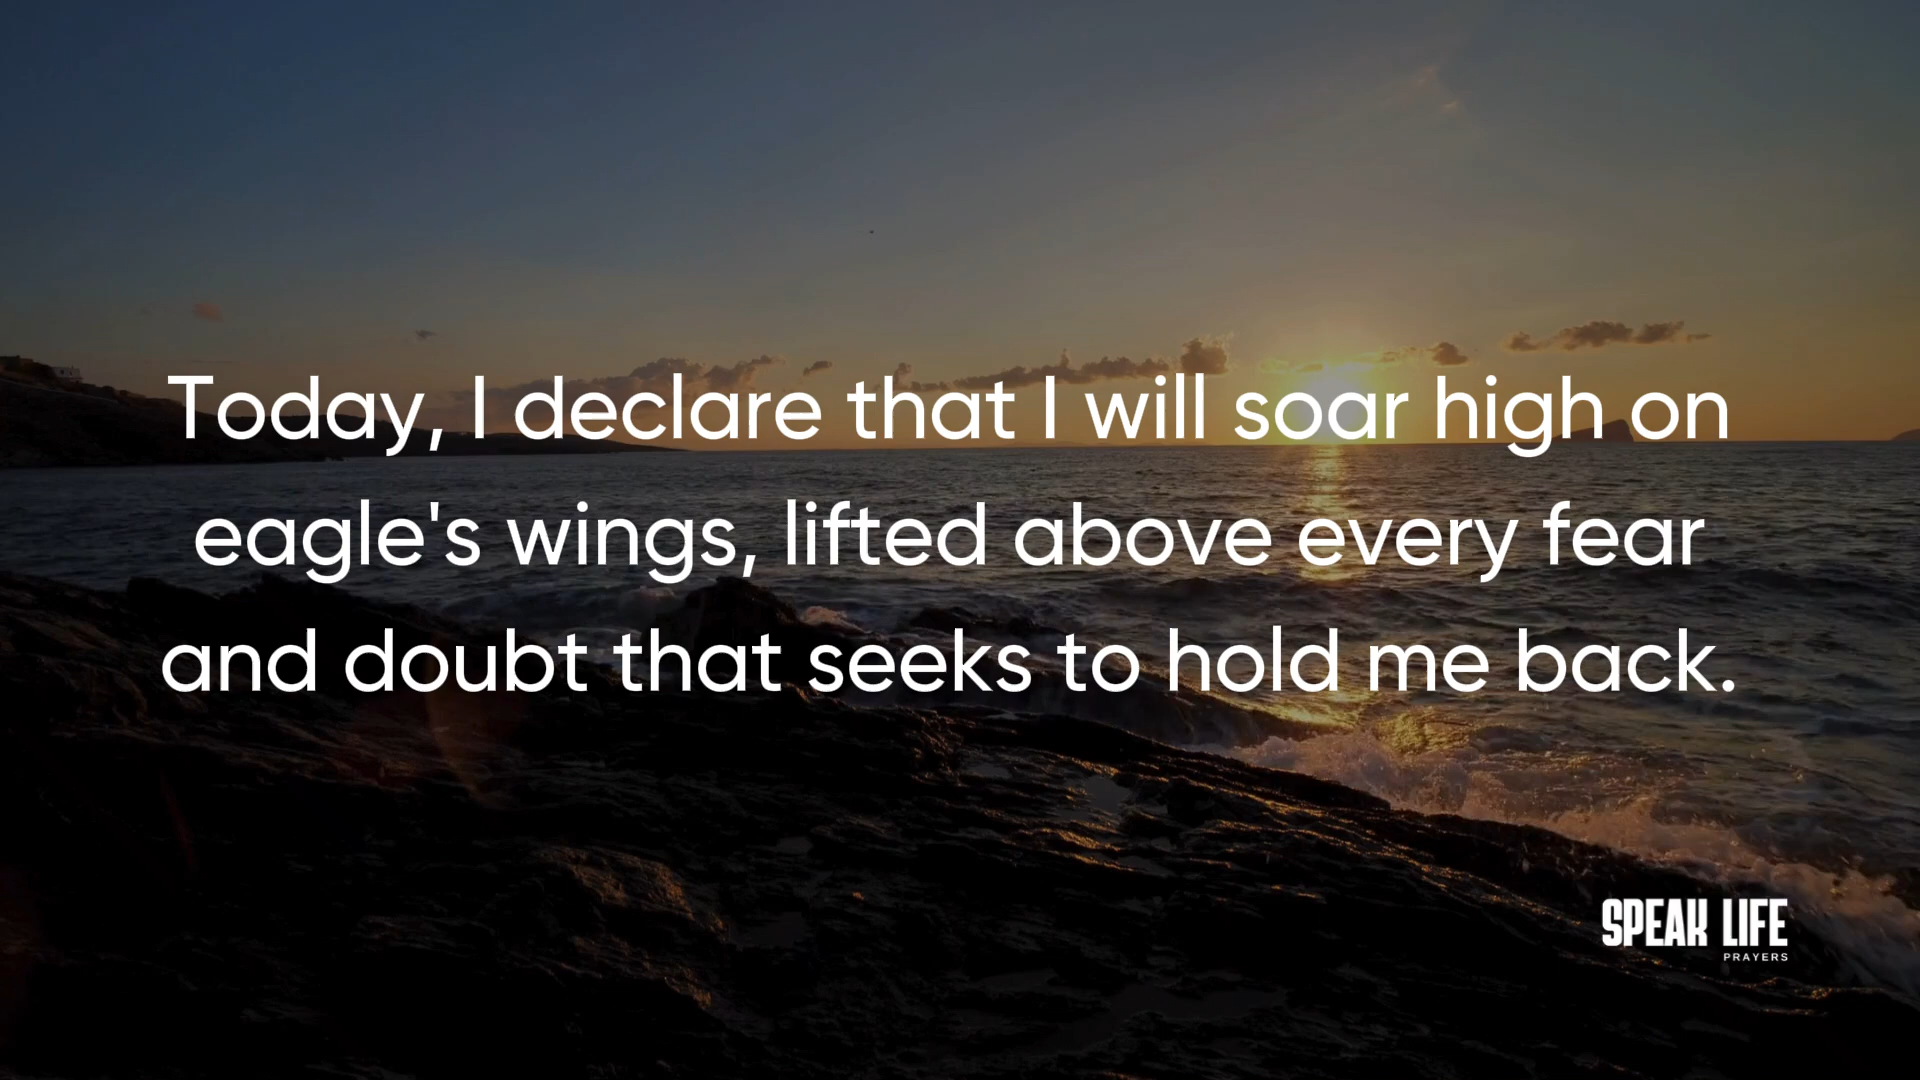 Today, I declare that I will soar high on
eagle's wings, lifted above every fear
and doubt that seeks to hold me back.
SPEAK LIFE
PRAYERS